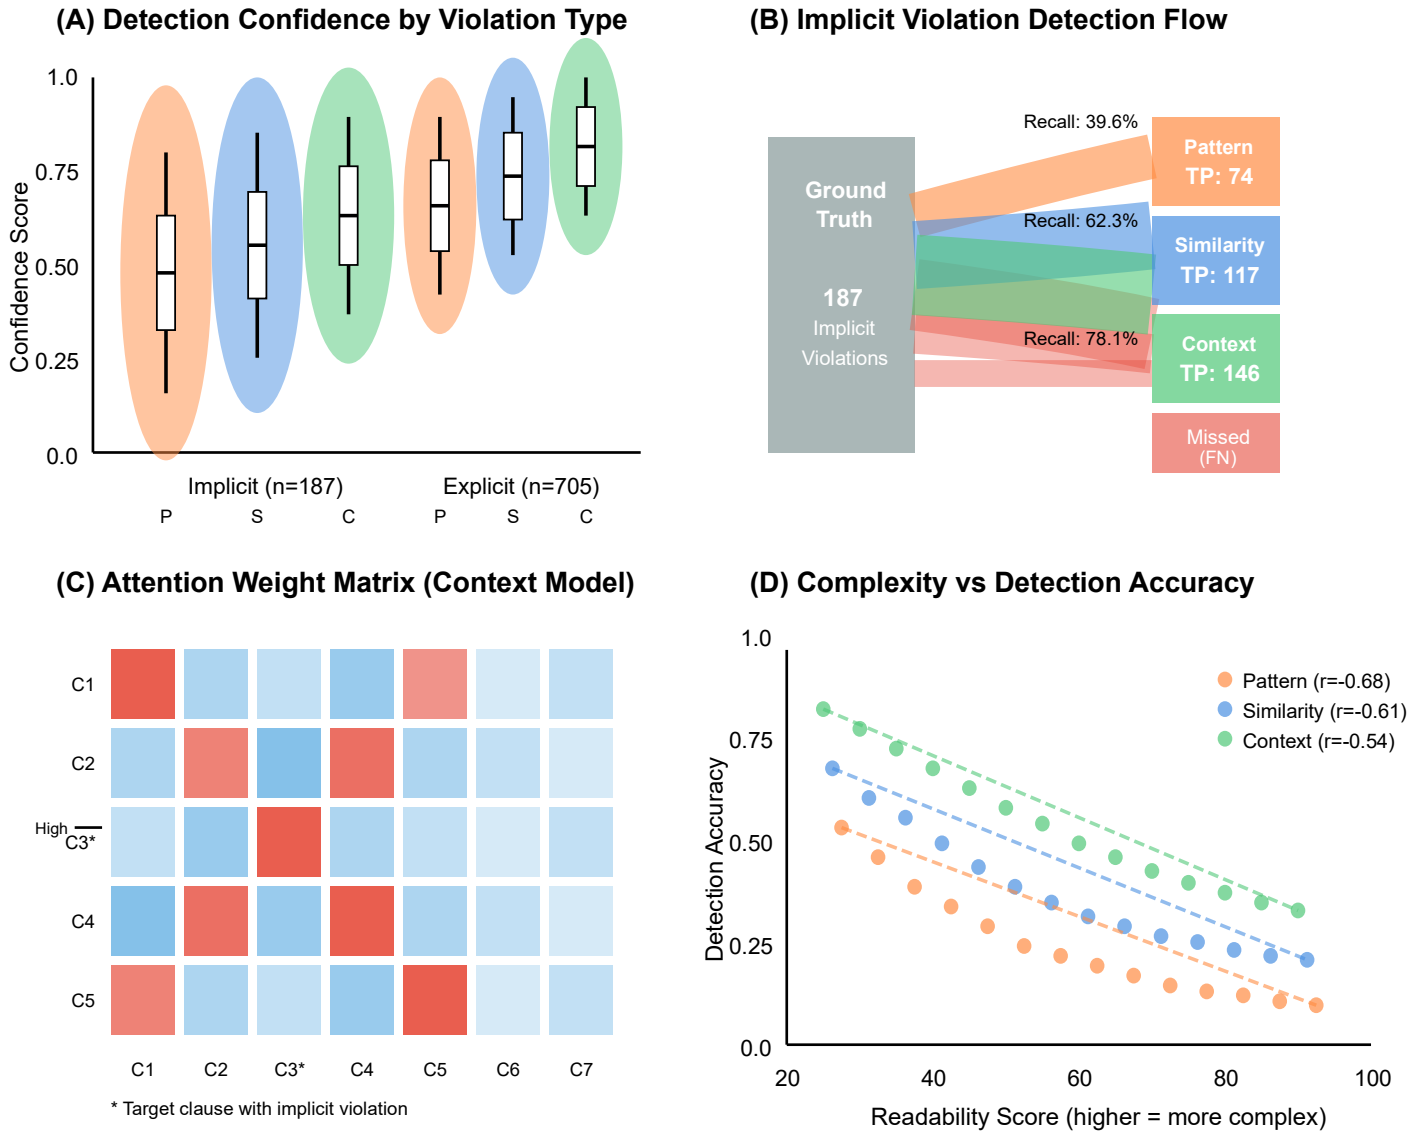 (A) Detection Confidence by Violation Type
1.0
0.75
0.50
0.25
0.0
Confidence Score
Implicit (n=187)
Explicit (n=705)
P
S
C
P
S
C
(B) Implicit Violation Detection Flow
Ground
Truth
187
Implicit
Violations
Recall: 39.6%
Recall: 62.3%
Recall: 78.1%
Pattern
TP: 74
Similarity
TP: 117
Context
TP: 146
Missed
(FN)
(C) Attention Weight Matrix (Context Model)
C1
C2
High
C3*
C4
C5
C1
C2
C3*
C4
C5
C6
C7
* Target clause with implicit violation
(D) Complexity vs Detection Accuracy
1.0
0.75
0.50
0.25
0.0
Detection Accuracy
Pattern (r=-0.68)
Similarity (r=-0.61)
Context (r=-0.54)
20
40
60
80
100
Readability Score (higher = more complex)